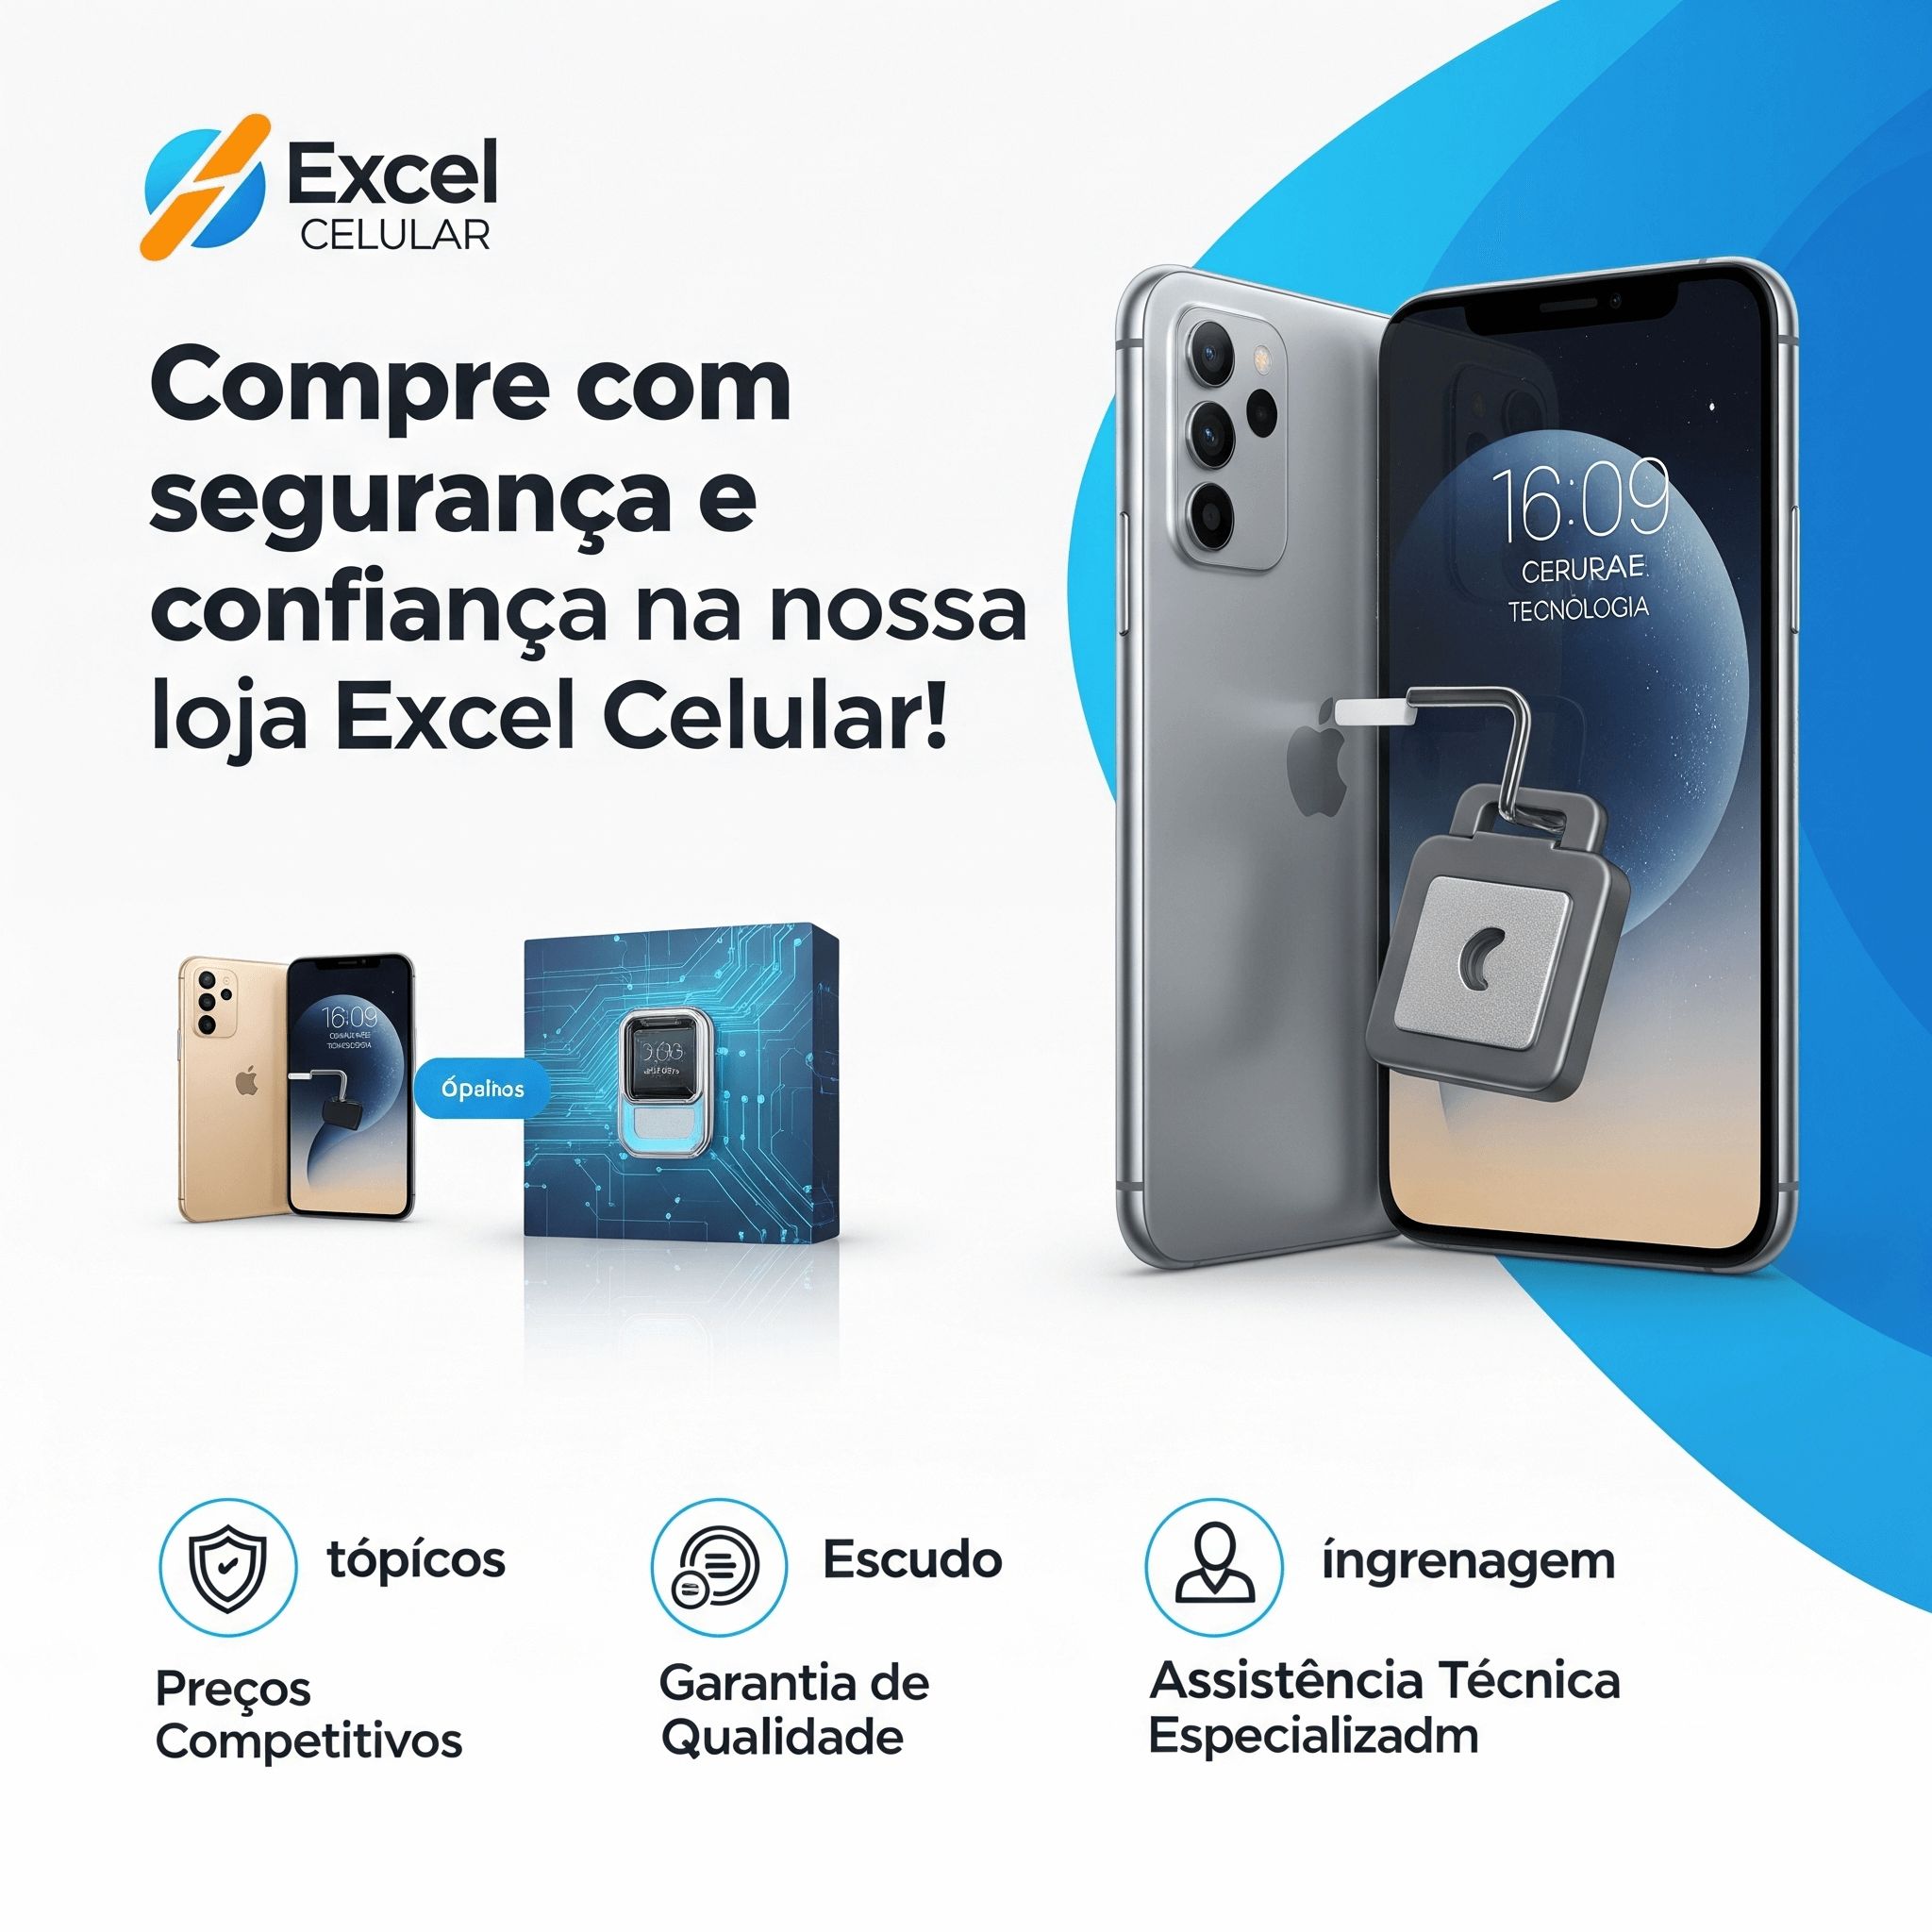 Excel
CELULAR
Compre com
segurança e
confiança na nossa
loja Excel Celular!
16:09
CERURAE
TECNOLOGIA
16:09
Ópaihos
tópícos
Escudo
íngrenagem
Preços
Competitivos
Garantia de
Qualidade
Assistência Técnica
Especializadm